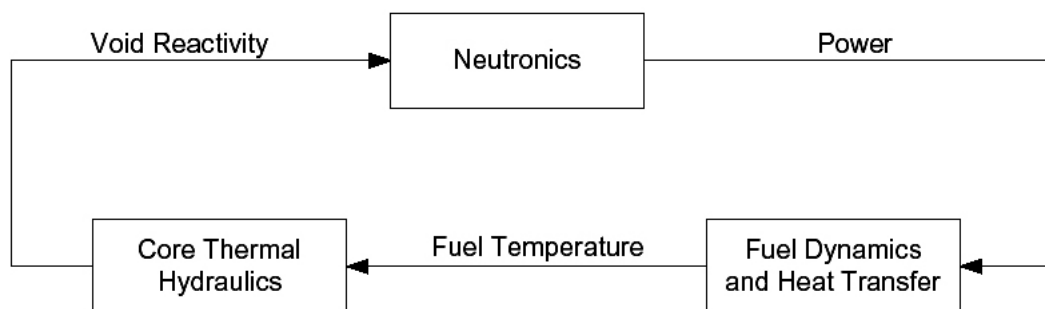 Void Reactivity
Neutronics
Power
Core Thermal
Hydraulics
Fuel Temperature
Fuel Dynamics
and Heat Transfer